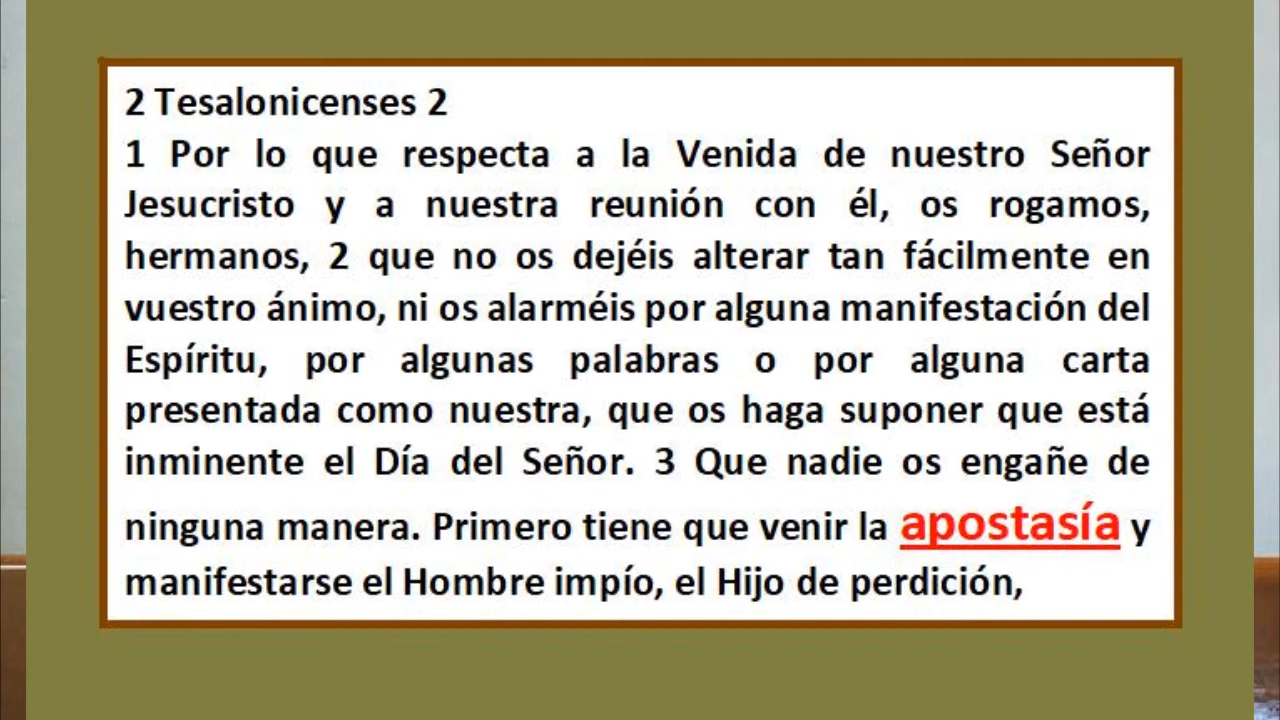 2 Tesalonicenses 2
1 Por lo que respecta a la Venida de nuestro Señor
Jesucristo y a nuestra reunión con él, os rogamos,
hermanos, 2 que no os dejéis alterar tan fácilmente en
vuestro ánimo, ni os alarméis por alguna manifestación del
Espíritu, por algunas palabras o por alguna carta
presentada como nuestra, que os haga suponer que está
inminente el Día del Señor. 3 Que nadie os engañe de
ninguna manera. Primero tiene que venir la apostasía y
manifestarse el Hombre impío, el Hijo de perdición,